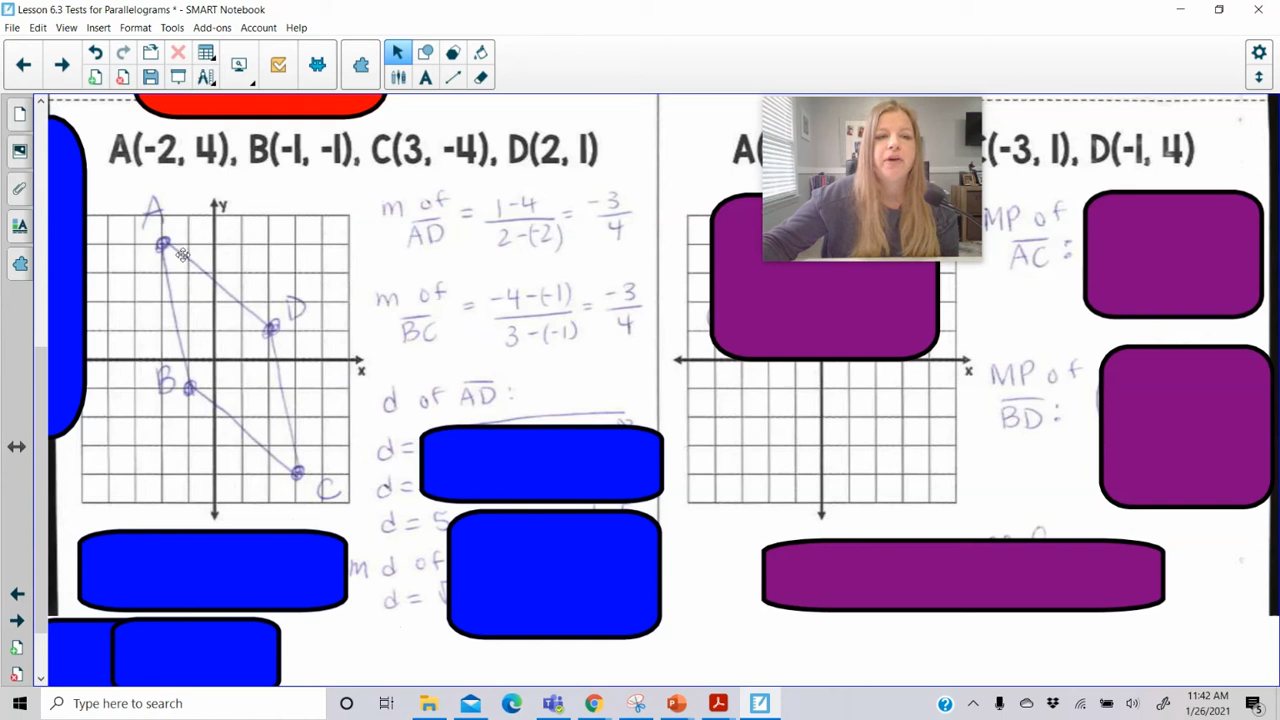 Lesson 6.3 Tests for Parallelograms * - SMART Notebook
File Edit View Insert Format Tools Add-ons Account Help
A(-2, 4), B(-1, -1), C(3, -4), D(2, 1)
A
Y
D
x
B
C
m of AD = 1-4 / 2-(-2) = -3/4
m of BC = -4-(-1) / 3-(-1) = -3/4
d of AD :
d =
d =
d = 5
m d of
d =
A( C(-3, 1), D(-1, 4)
MP of
AC :
x
MP of
BD :
Type here to search
11:42 AM
1/26/2021
5